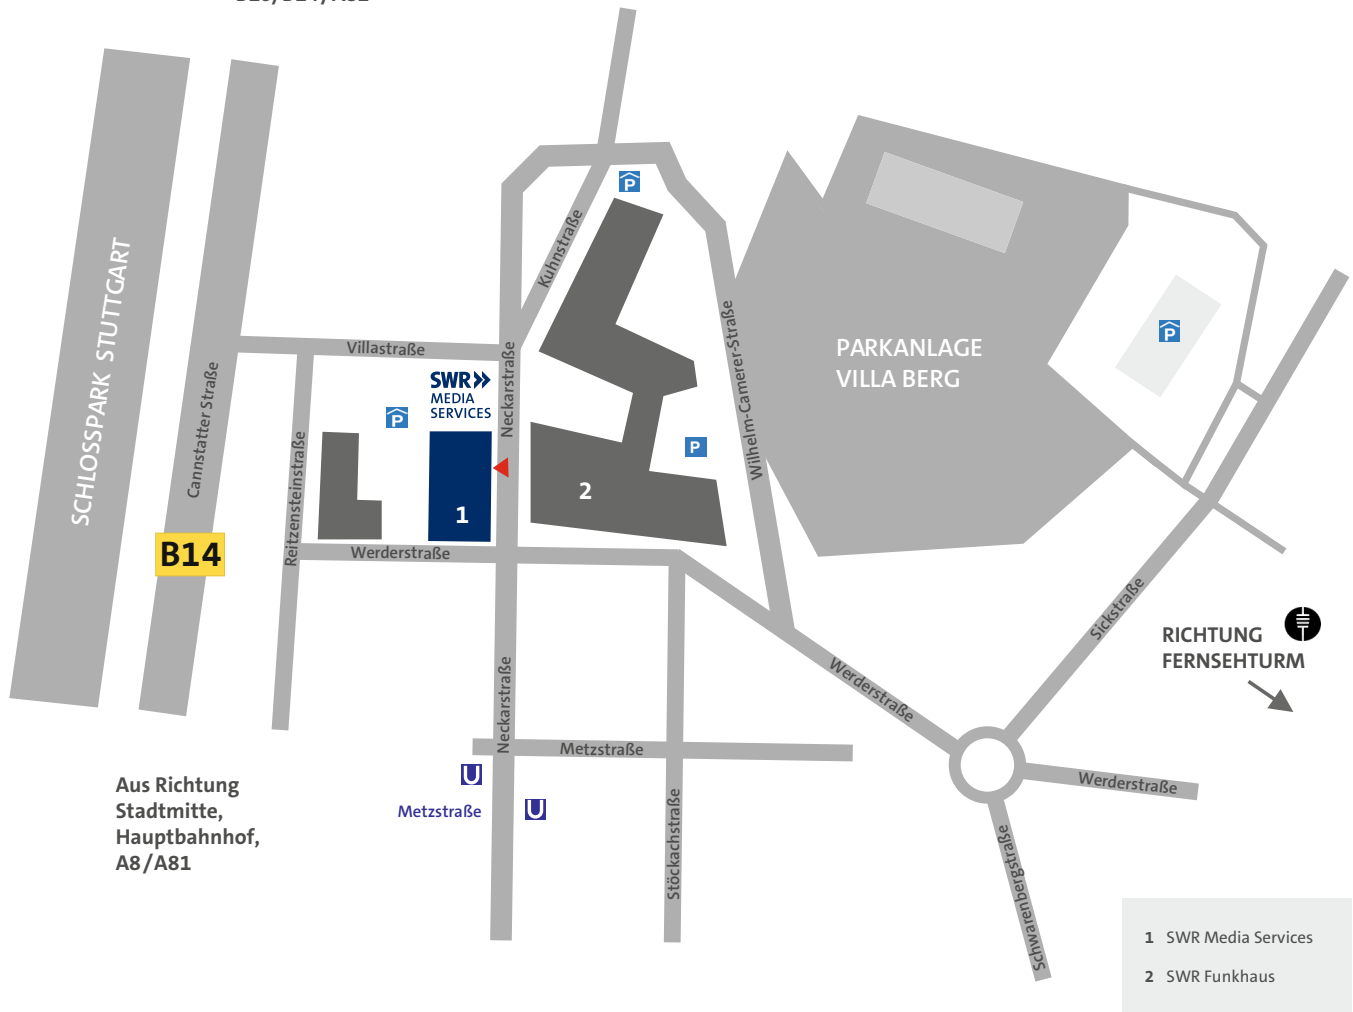 SCHLOSSPARK STUTTGART
Cannstatter Straße
B14
Reitzensteinstraße
Villastraße
Kuhnstraße
Neckarstraße
SWR
MEDIA
SERVICES
P
P
P
P
1
2
Wilhelm-Camerer-Straße
PARKANLAGE
VILLA BERG
Werderstraße
Neckarstraße
Werderstraße
Sickstraße
RICHTUNG
FERNSEHTURM
Metzstraße
Werderstraße
U
Metzstraße
U
Stöckachstraße
Schwarenbergstraße
Aus Richtung
Stadtmitte,
Hauptbahnhof,
A8/A81
1 SWR Media Services
2 SWR Funkhaus